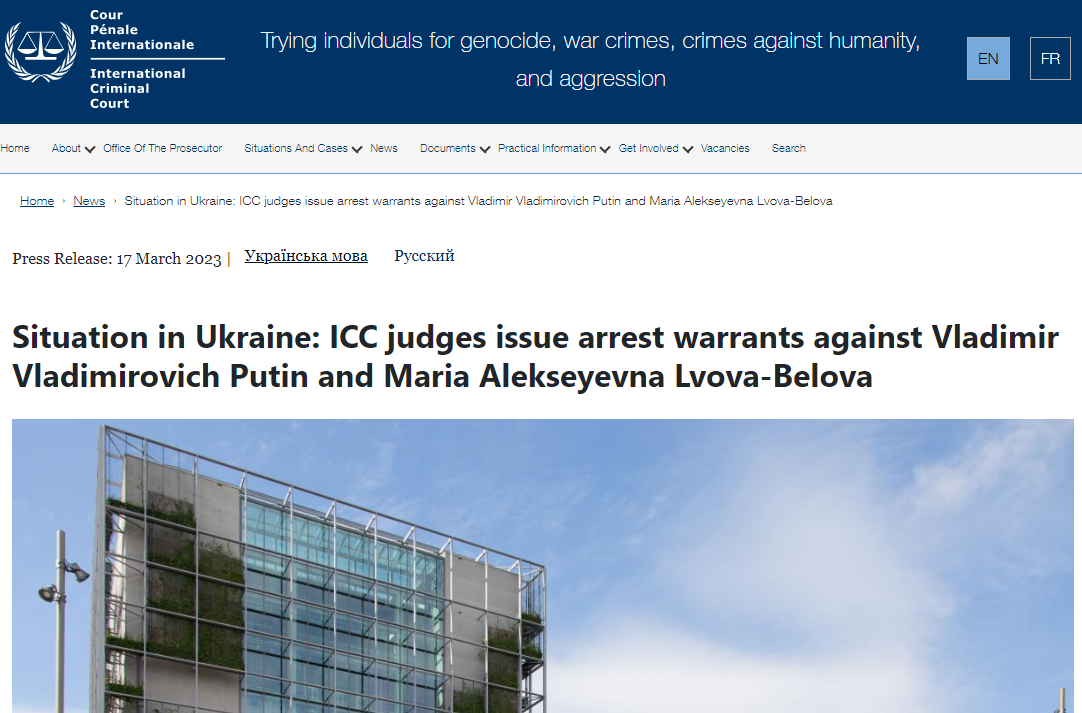 Cour
Pénale
Internationale
International
Criminal
Court
Trying individuals for genocide, war crimes, crimes against humanity,
and aggression
EN
FR
Home About Office Of The Prosecutor Situations And Cases News Documents Practical Information Get Involved Vacancies Search
Home › News › Situation in Ukraine: ICC judges issue arrest warrants against Vladimir Vladimirovich Putin and Maria Alekseyevna Lvova-Belova
Press Release: 17 March 2023 | Українська мова Русский
Situation in Ukraine: ICC judges issue arrest warrants against Vladimir
Vladimirovich Putin and Maria Alekseyevna Lvova-Belova